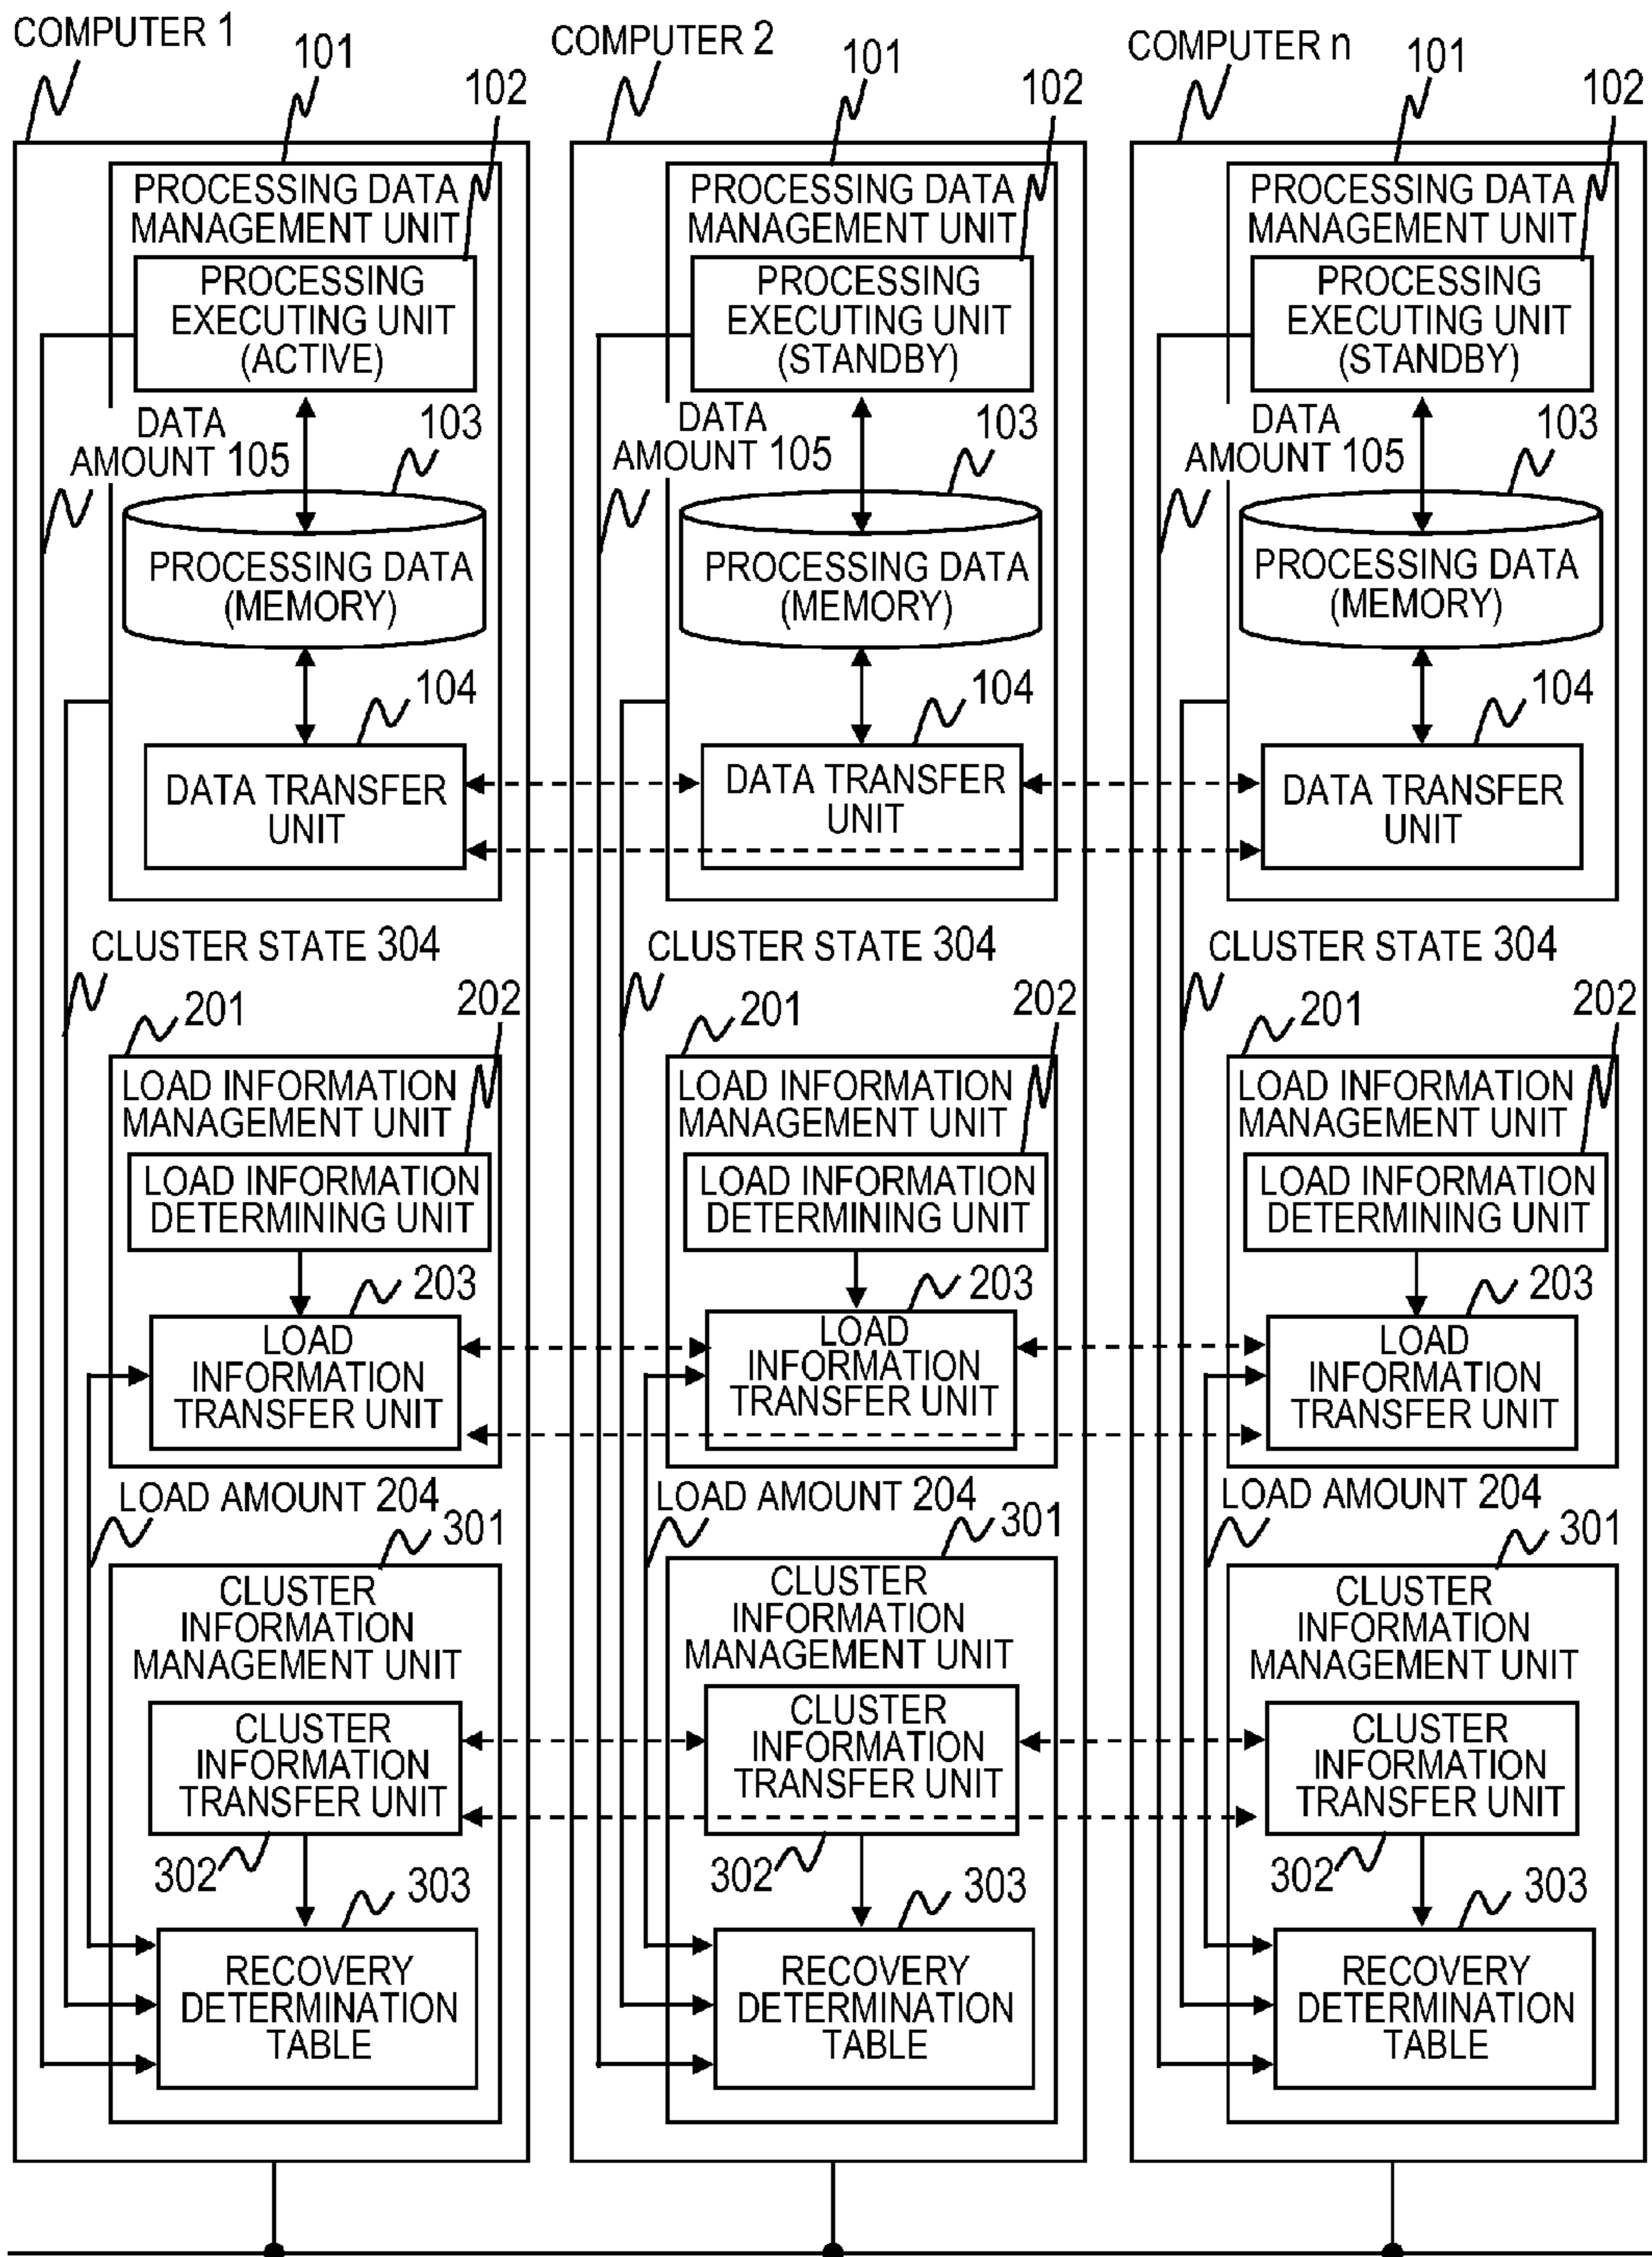 COMPUTER 1
101
102
PROCESSING DATA
MANAGEMENT UNIT
PROCESSING
EXECUTING UNIT
(ACTIVE)
DATA
AMOUNT 105
103
PROCESSING DATA
(MEMORY)
104
DATA TRANSFER
UNIT
CLUSTER STATE 304
201
202
LOAD INFORMATION
MANAGEMENT UNIT
LOAD INFORMATION
DETERMINING UNIT
203
LOAD
INFORMATION
TRANSFER UNIT
LOAD AMOUNT 204
301
CLUSTER
INFORMATION
MANAGEMENT UNIT
CLUSTER
INFORMATION
TRANSFER UNIT
302
303
RECOVERY
DETERMINATION
TABLE
COMPUTER 2
101
102
PROCESSING DATA
MANAGEMENT UNIT
PROCESSING
EXECUTING UNIT
(STANDBY)
DATA
AMOUNT 105
103
PROCESSING DATA
(MEMORY)
104
DATA TRANSFER
UNIT
CLUSTER STATE 304
201
202
LOAD INFORMATION
MANAGEMENT UNIT
LOAD INFORMATION
DETERMINING UNIT
203
LOAD
INFORMATION
TRANSFER UNIT
LOAD AMOUNT 204
301
CLUSTER
INFORMATION
MANAGEMENT UNIT
CLUSTER
INFORMATION
TRANSFER UNIT
302
303
RECOVERY
DETERMINATION
TABLE
COMPUTER n
101
102
PROCESSING DATA
MANAGEMENT UNIT
PROCESSING
EXECUTING UNIT
(STANDBY)
DATA
AMOUNT 105
103
PROCESSING DATA
(MEMORY)
104
DATA TRANSFER
UNIT
CLUSTER STATE 304
201
202
LOAD INFORMATION
MANAGEMENT UNIT
LOAD INFORMATION
DETERMINING UNIT
203
LOAD
INFORMATION
TRANSFER UNIT
LOAD AMOUNT 204
301
CLUSTER
INFORMATION
MANAGEMENT UNIT
CLUSTER
INFORMATION
TRANSFER UNIT
302
303
RECOVERY
DETERMINATION
TABLE